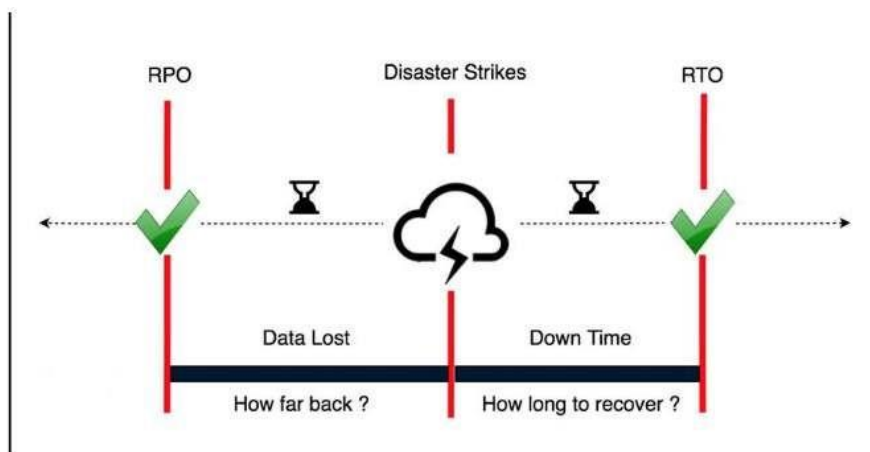 RPO
Disaster Strikes
RTO
Data Lost
Down Time
How far back ?
How long to recover ?